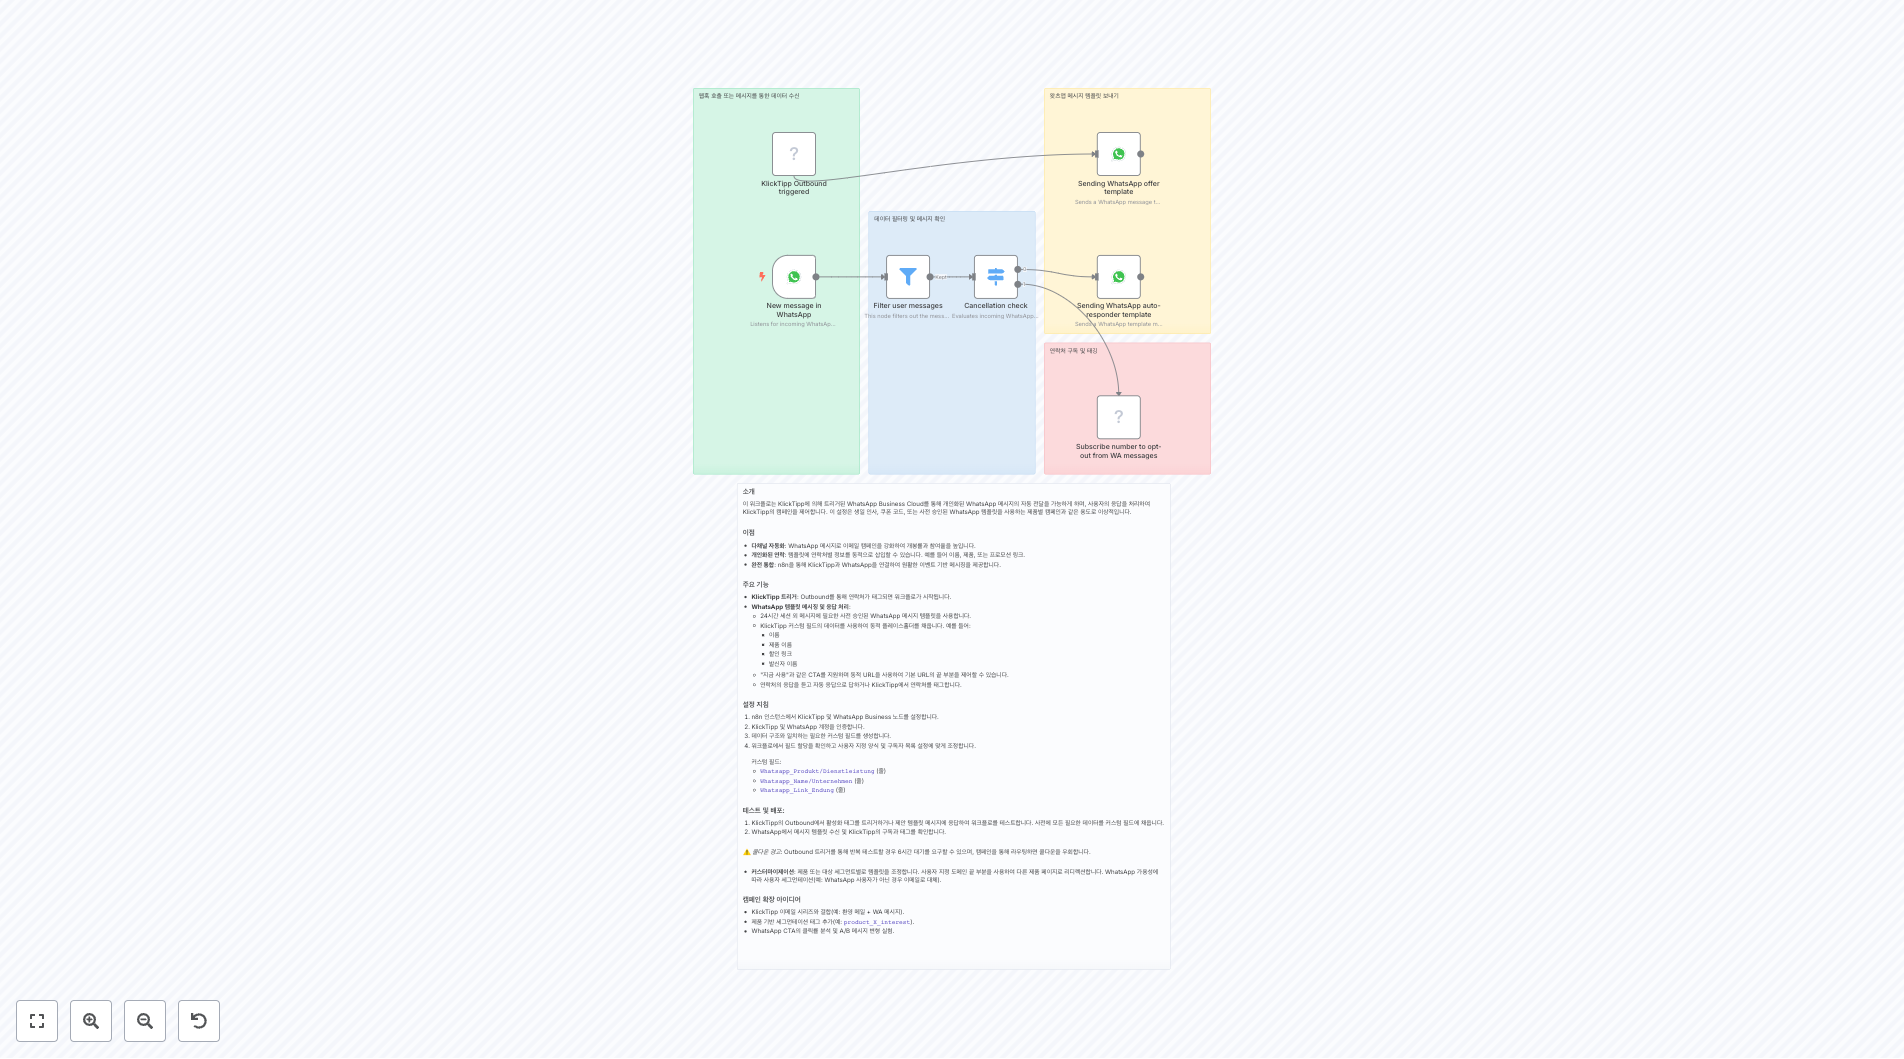 웹훅 호출 또는 메시지를 통한 데이터 수신
KlickTipp Outbound
triggered
New message in
WhatsApp
Listens for incoming WhatsAp...
데이터 필터링 및 메시지 확인
Filter user messages
This node filters out the mess...
Cancellation check
Evaluates incoming WhatsApp...
왓츠앱 메시지 템플릿 보내기
Sending WhatsApp offer
template
Sends a WhatsApp message t...
Sending WhatsApp auto-
responder template
Sending WhatsApp template m...
연락처 구독 및 태깅
Subscribe number to opt-
out from WA messages
소개
이 워크플로는 KlickTipp에 의해 트리거된 WhatsApp Business Cloud를 통해 개인화된 WhatsApp 메시지의 자동 전달을 가능하게 하며, 사용자의 응답을 처리하여
KlickTipp의 캠페인을 제어합니다. 이 설정은 생일 인사, 쿠폰 코드, 또는 사전 승인된 WhatsApp 템플릿을 사용하는 제품별 캠페인과 같은 용도로 이상적입니다.
이점
다채널 자동화: WhatsApp 메시지로 이메일 캠페인을 강화하여 개봉률과 참여율을 높입니다.
개인화된 연락: 템플릿에 연락처별 정보를 동적으로 삽입할 수 있습니다. 예를 들어 이름, 제품, 또는 프로모션 링크.
완전 통합: n8n을 통해 KlickTipp과 WhatsApp을 연결하여 원활한 이벤트 기반 메시징을 제공합니다.
주요 기능
KlickTipp 트리거: Outbound를 통해 연락처가 태그되면 워크플로가 시작됩니다.
WhatsApp 템플릿 메시징 및 응답 처리:
24시간 세션 외 메시지에 필요한 사전 승인된 WhatsApp 메시지 템플릿을 사용합니다.
KlickTipp 커스텀 필드의 데이터를 사용하여 동적 플레이스홀더를 채웁니다. 예를 들어:
이름
제품 이름
할인 링크
발신자 이름
"지금 사용"과 같은 CTA를 지원하며 동적 URL을 사용하여 기본 URL의 끝 부분을 제어할 수 있습니다.
연락처의 응답을 듣고 자동 응답으로 답하거나 KlickTipp에서 연락처를 태그합니다.
설정 지침
1. n8n 인스턴스에서 KlickTipp 및 WhatsApp Business 노드를 설정합니다.
2. KlickTipp 및 WhatsApp 계정을 인증합니다.
3. 데이터 구조와 일치하는 필요한 커스텀 필드를 생성합니다.
4. 워크플로에서 필드 할당을 확인하고 사용자 지정 양식 및 구독자 목록 설정에 맞게 조정합니다.
커스텀 필드:
Whatsapp_Produkt/Dienstleistung (줄)
Whatsapp_Name/Unternehmen (줄)
Whatsapp_Link_Endung (줄)
테스트 및 배포:
1. KlickTipp의 Outbound에서 활성화 태그를 트리거하거나 제안 템플릿 메시지에 응답하여 워크플로를 테스트합니다. 사전에 모든 필요한 데이터를 커스텀 필드에 채웁니다.
2. WhatsApp에서 메시지 템플릿 수신 및 KlickTipp의 구독과 태그를 확인합니다.
⚠️ 쿨다운 경고: Outbound 트리거를 통해 반복 테스트할 경우 6시간 대기를 요구할 수 있으며, 캠페인을 통해 라우팅하면 쿨다운을 우회합니다.
커스터마이제이션: 제품 또는 대상 세그먼트별로 템플릿을 조정합니다. 사용자 지정 도메인 끝 부분을 사용하여 다른 제품 페이지로 리디렉션합니다. WhatsApp 가용성에
따라 사용자 세그먼테이션(예: WhatsApp 사용자가 아닌 경우 이메일로 대체).
캠페인 확장 아이디어
KlickTipp 이메일 시리즈와 결합(예: 환영 메일 + WA 메시지).
제품 기반 세그먼테이션 태그 추가(예: product_X_interest).
WhatsApp CTA의 클릭률 분석 및 A/B 메시지 변형 실험.